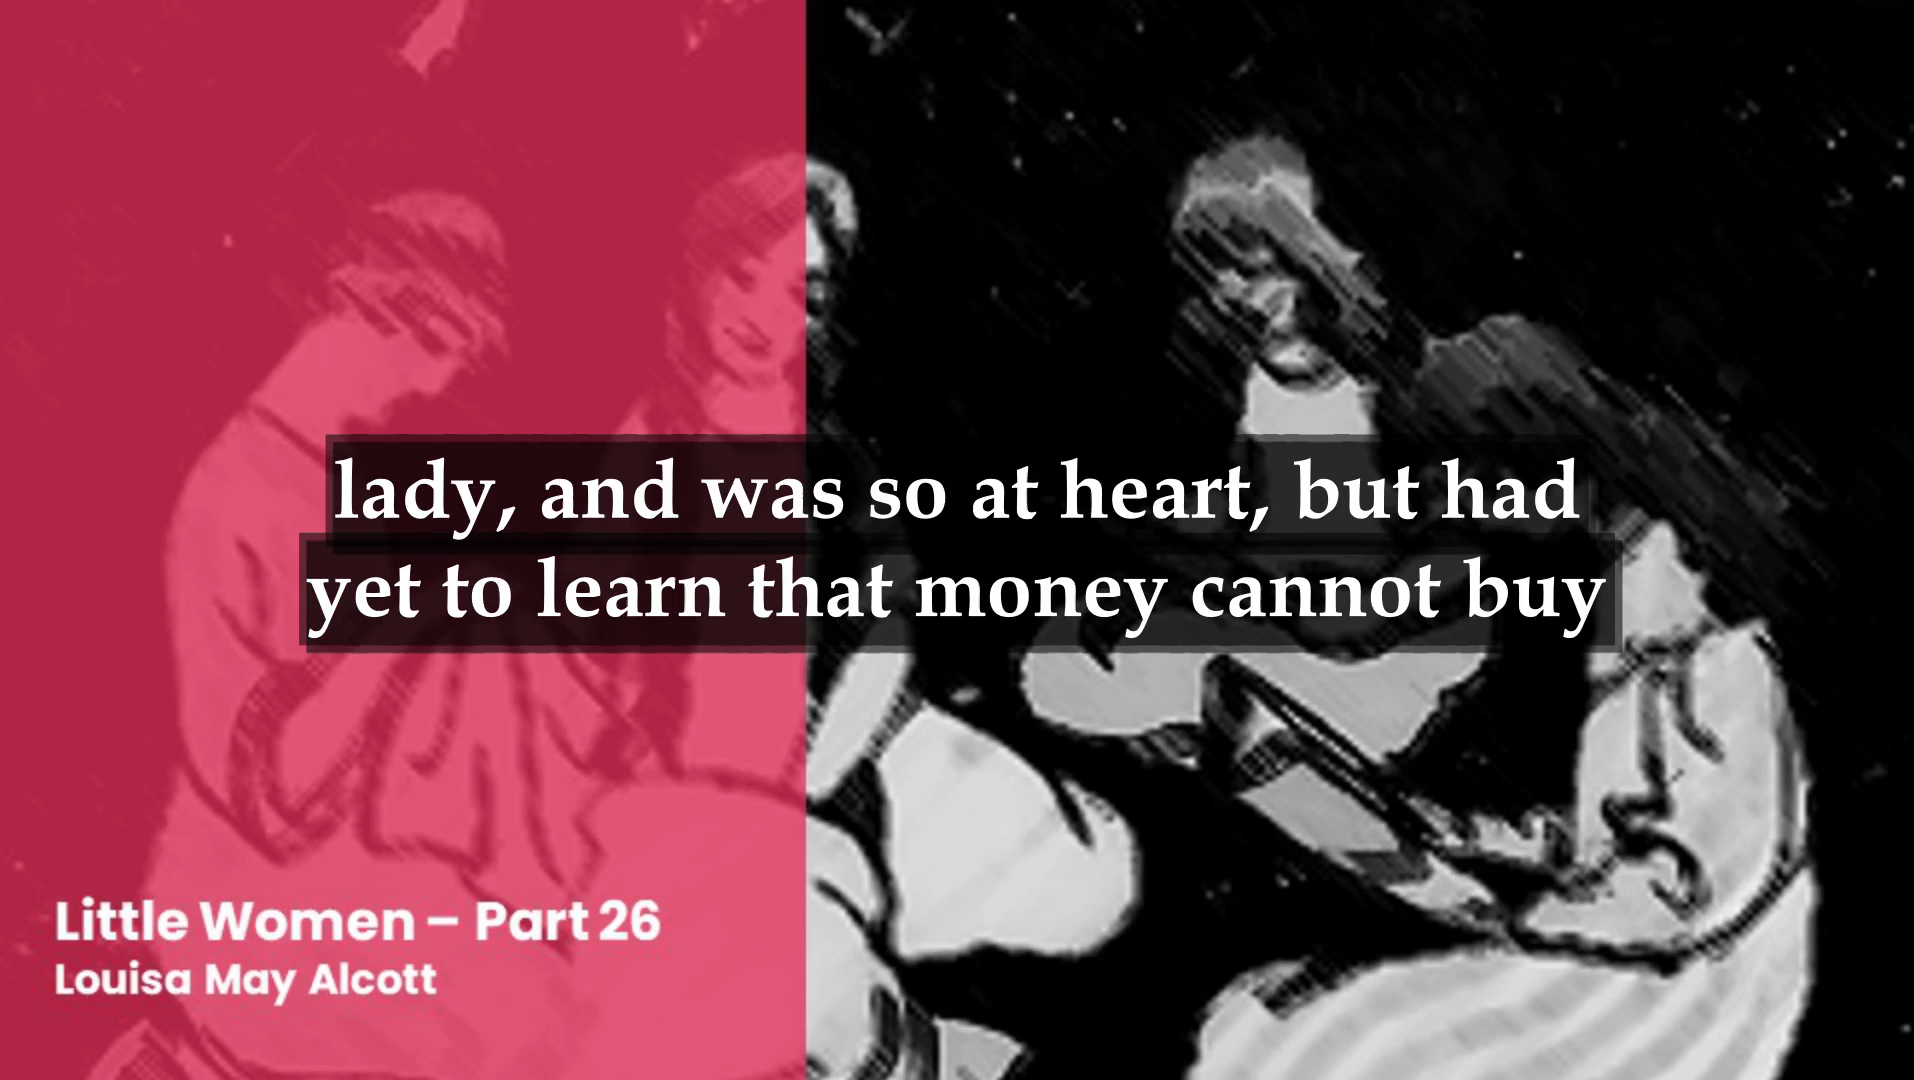 lady, and was so at heart, but had
yet to learn that money cannot buy
Little Women – Part 26
Louisa May Alcott